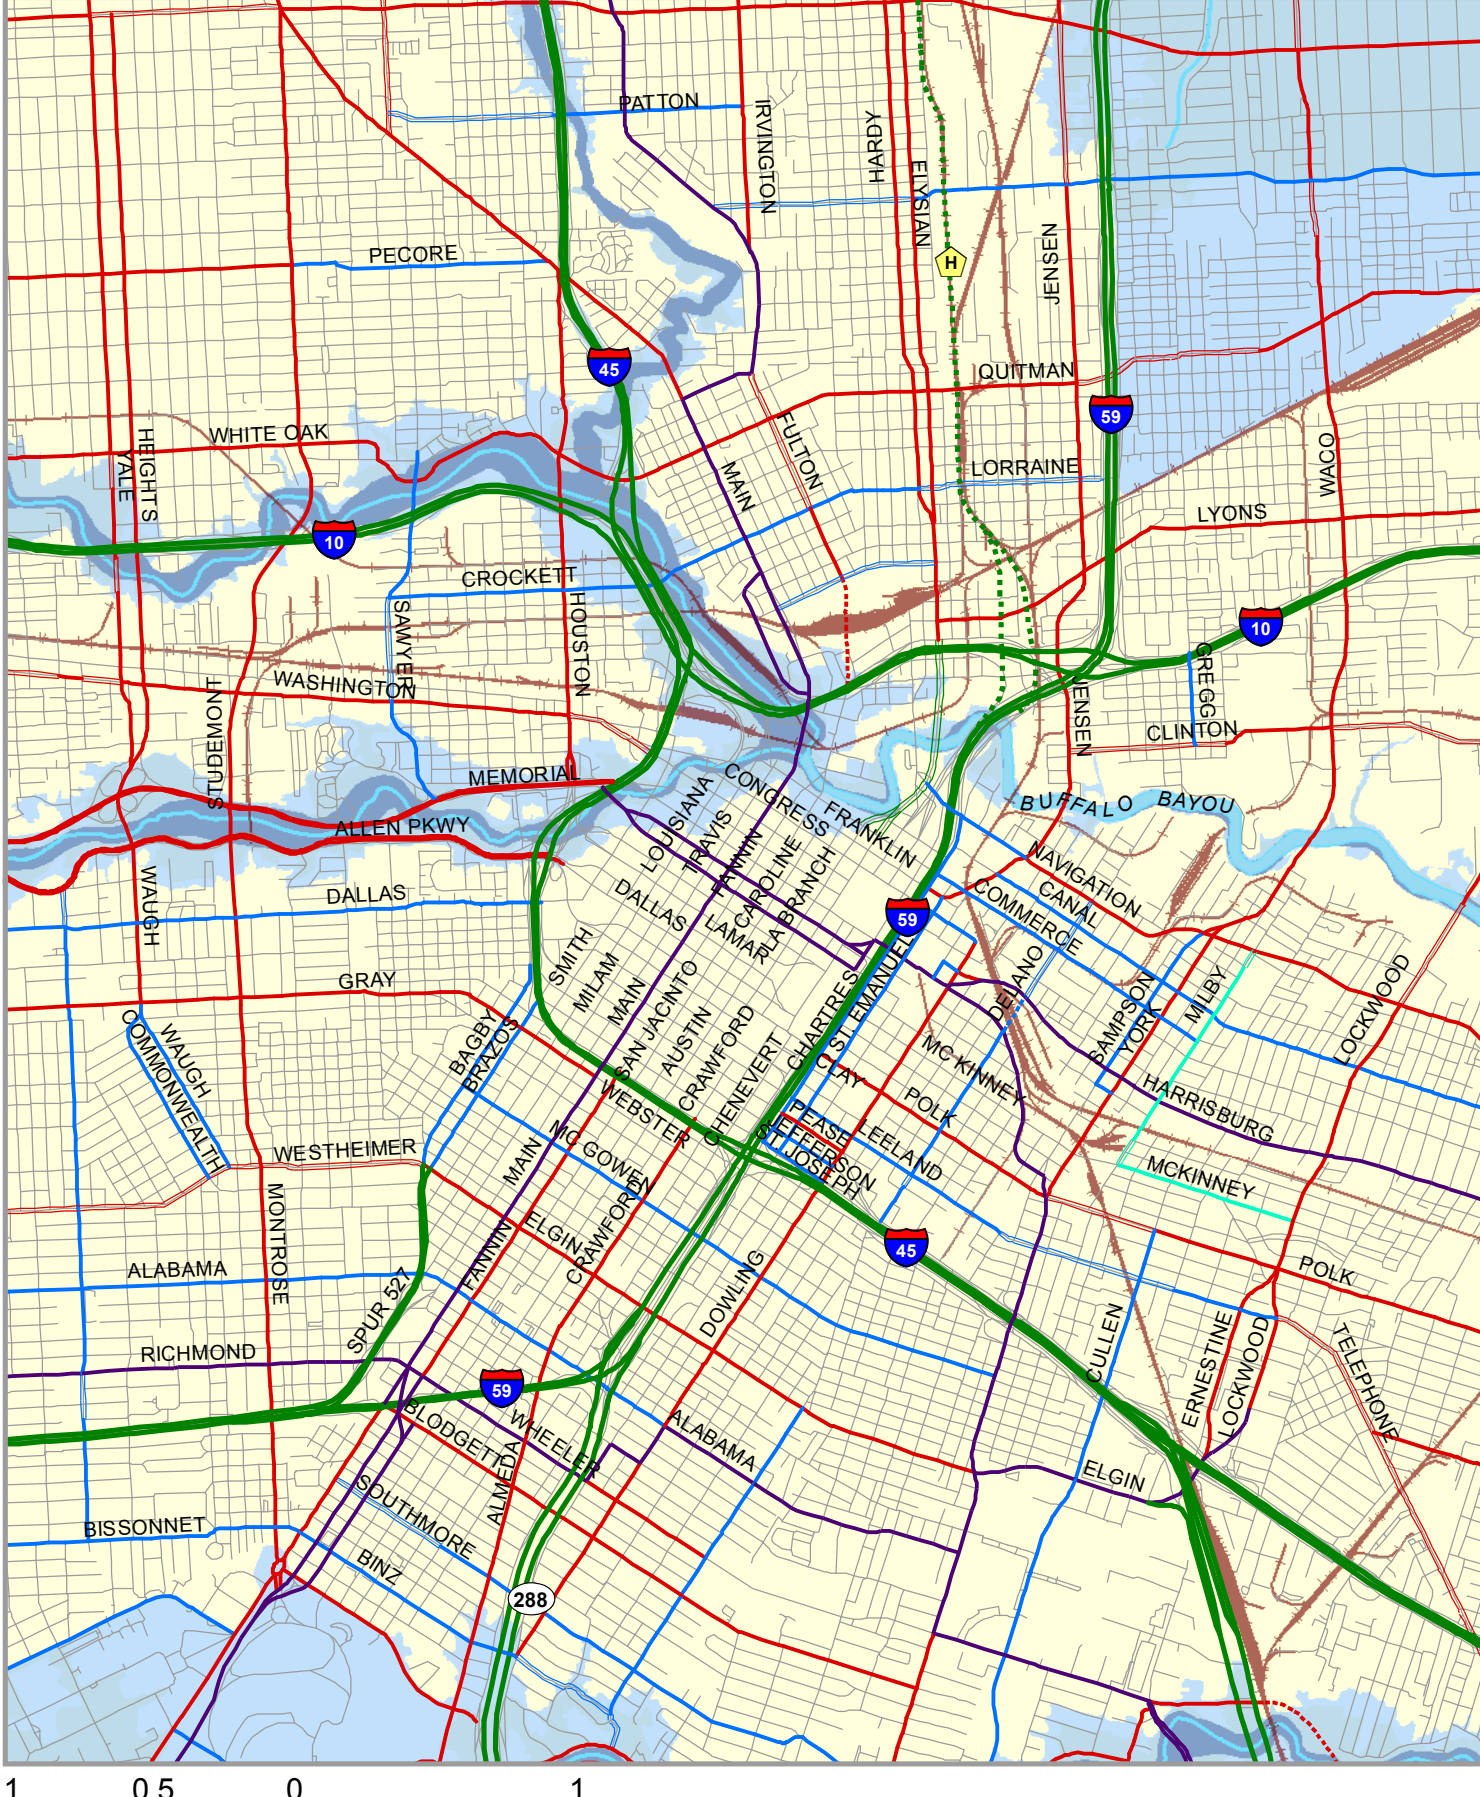 PATTON
IRVINGTON
HARDY
ELYSIAN
JENSEN
H
PECORE
45
QUITMAN
59
WHITE OAK
HEIGHTS
YALE
FULTON
MAIN
LORRAINE
WACO
LYONS
10
CROCKETT
SAWYER
HOUSTON
10
WASHINGTON
STUDEMONT
GREGG
JENSEN
CLINTON
MEMORIAL
ALLEN PKWY
BUFFALO BAYOU
LOUISIANA
TRAVIS
FANNIN
CAROLINE
LA BRANCH
CONGRESS
FRANKLIN
NAVIGATION
CANAL
COMMERCE
DALLAS
WAUGH
DALLAS
LAMAR
59
SMITH
MILAM
MAIN
SAN JACINTO
AUSTIN
CRAWFORD
CHENEVERT
CHARTRES
ST EMANUEL
DELANO
SAMPSON
YORK
MILBY
LOCKWOOD
GRAY
BAGBY
BRAZOS
WAUGH
COMMONWEALTH
WEBSTER
CLAY
MC KINNEY
POLK
HARRISBURG
PEASE
JEFFERSON
ST JOSEPH
LEELAND
MCKINNEY
WESTHEIMER
MC GOWEN
MAIN
CRAWFORD
MONTROSE
FANNIN
ELGIN
45
POLK
ALABAMA
SPUR 527
DOWLING
CULLEN
ERNESTINE
LOCKWOOD
TELEPHONE
RICHMOND
59
BLODGETT
WHEELER
ALABAMA
ALMEDA
ELGIN
SOUTHMORE
BISSONNET
BINZ
288
1 0.5 0 1